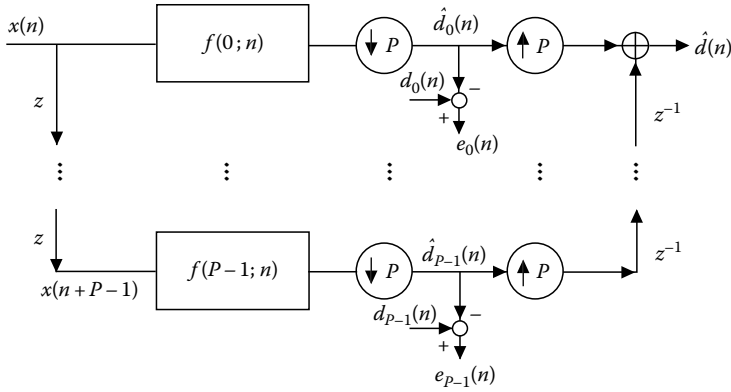 x(n) f(0; n) ↓ P d̂₀(n) ↑ P d̂(n)
d₀(n) −
z + z⁻¹
e₀(n)
⋮ ⋮ ⋮ ⋮ ⋮
z f(P−1; n) ↓ P d̂_{P−1}(n) ↑ P z⁻¹
x(n+P−1)
d_{P−1}(n) −
+
e_{P−1}(n)